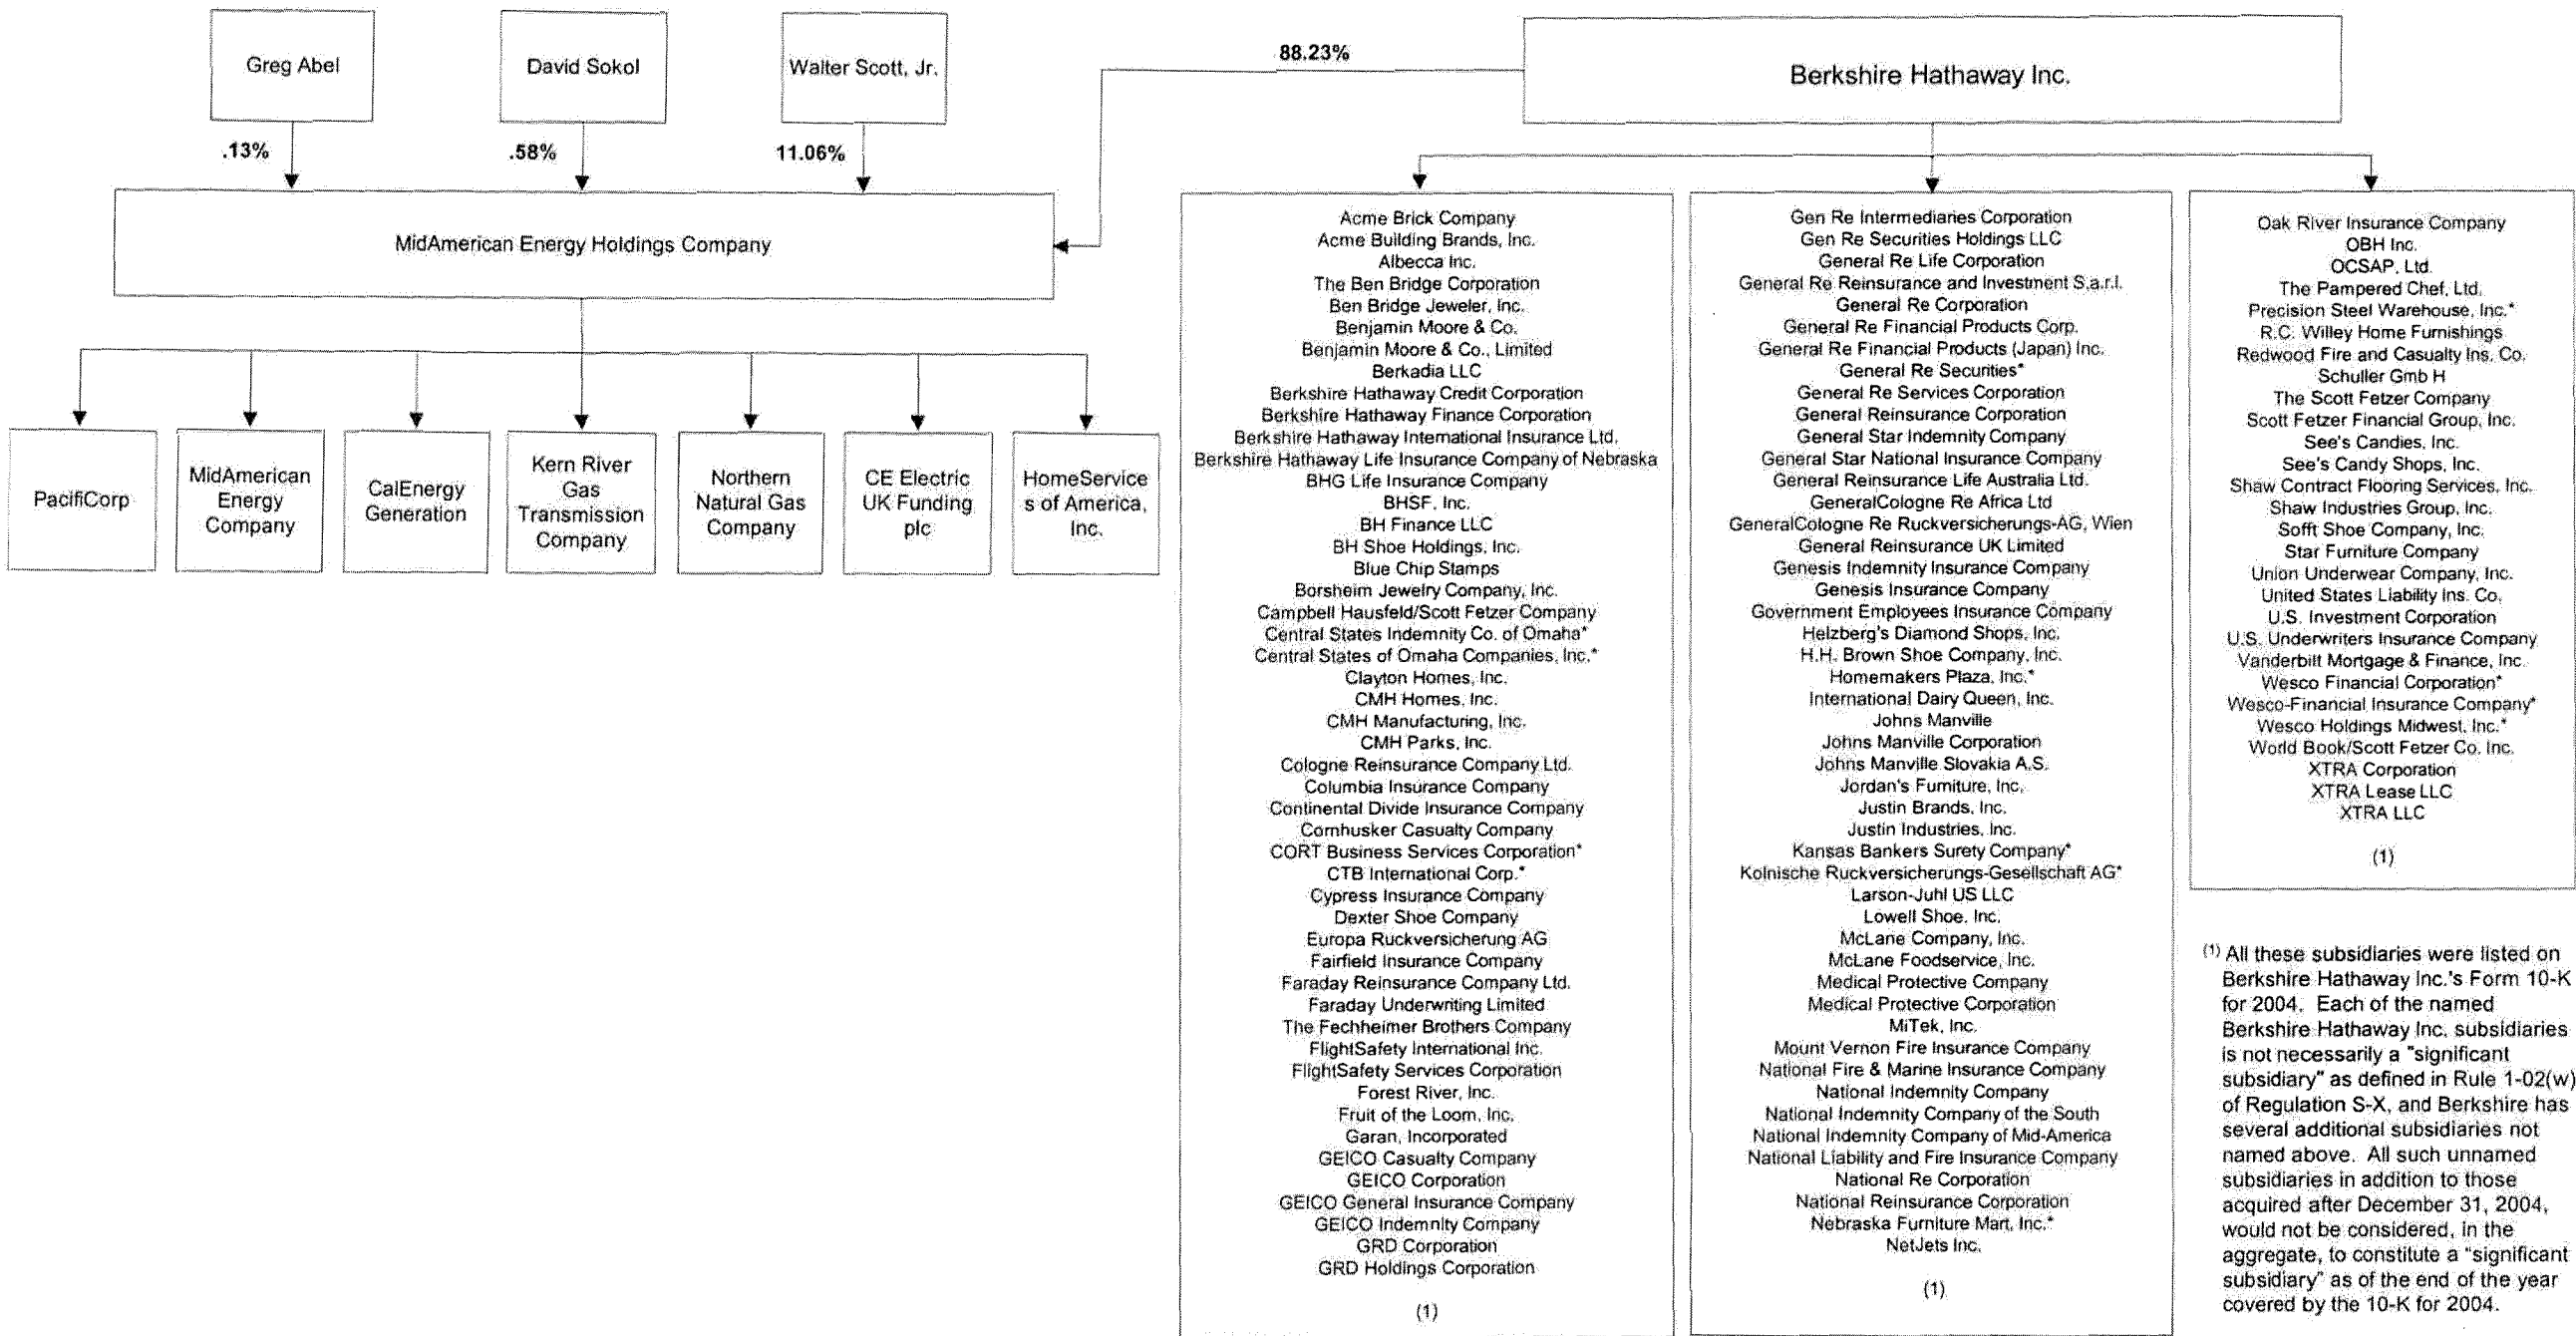 Greg Abel
David Sokol
Walter Scott, Jr.
88.23%
Berkshire Hathaway Inc.
.13%
.58%
11.06%
MidAmerican Energy Holdings Company
PacifiCorp
MidAmerican
Energy
Company
CalEnergy
Generation
Kern River
Gas
Transmission
Company
Northern
Natural Gas
Company
CE Electric
UK Funding
plc
HomeService
s of America,
Inc.
Acme Brick Company
Acme Building Brands, Inc.
Albecca Inc.
The Ben Bridge Corporation
Ben Bridge Jeweler, Inc.
Benjamin Moore & Co.
Benjamin Moore & Co., Limited
Berkadia LLC
Berkshire Hathaway Credit Corporation
Berkshire Hathaway Finance Corporation
Berkshire Hathaway International Insurance Ltd.
Berkshire Hathaway Life Insurance Company of Nebraska
BHG Life Insurance Company
BHSF, Inc.
BH Finance LLC
BH Shoe Holdings, Inc.
Blue Chip Stamps
Borsheim Jewelry Company, Inc.
Campbell Hausfeld/Scott Fetzer Company
Central States Indemnity Co. of Omaha*
Central States of Omaha Companies, Inc.*
Clayton Homes, Inc.
CMH Homes, Inc.
CMH Manufacturing, Inc.
CMH Parks, Inc.
Cologne Reinsurance Company Ltd.
Columbia Insurance Company
Continental Divide Insurance Company
Cornhusker Casualty Company
CORT Business Services Corporation*
CTB International Corp.*
Cypress Insurance Company
Dexter Shoe Company
Europa Ruckversicherung AG
Fairfield Insurance Company
Faraday Reinsurance Company Ltd.
Faraday Underwriting Limited
The Fechheimer Brothers Company
FlightSafety International Inc.
FlightSafety Services Corporation
Forest River, Inc.
Fruit of the Loom, Inc.
Garan, Incorporated
GEICO Casualty Company
GEICO Corporation
GEICO General Insurance Company
GEICO Indemnity Company
GRD Corporation
GRD Holdings Corporation
(1)
Gen Re Intermediaries Corporation
Gen Re Securities Holdings LLC
General Re Life Corporation
General Re Reinsurance and Investment S.a.r.l.
General Re Corporation
General Re Financial Products Corp.
General Re Financial Products (Japan) Inc.
General Re Securities*
General Re Services Corporation
General Reinsurance Corporation
General Star Indemnity Company
General Star National Insurance Company
General Reinsurance Life Australia Ltd.
GeneralCologne Re Africa Ltd
GeneralCologne Re Ruckversicherungs-AG, Wien
General Reinsurance UK Limited
Genesis Indemnity Insurance Company
Genesis Insurance Company
Government Employees Insurance Company
Helzberg's Diamond Shops, Inc.
H.H. Brown Shoe Company, Inc.
Homemakers Plaza, Inc.*
International Dairy Queen, Inc.
Johns Manville
Johns Manville Corporation
Johns Manville Slovakia A.S.
Jordan's Furniture, Inc.
Justin Brands, Inc.
Justin Industries, Inc.
Kansas Bankers Surety Company*
Kolnische Ruckversicherungs-Gesellschaft AG*
Larson-Juhl US LLC
Lowell Shoe, Inc.
McLane Company, Inc.
McLane Foodservice, Inc.
Medical Protective Company
Medical Protective Corporation
MiTek, Inc.
Mount Vernon Fire Insurance Company
National Fire & Marine Insurance Company
National Indemnity Company
National Indemnity Company of the South
National Indemnity Company of Mid-America
National Liability and Fire Insurance Company
National Re Corporation
National Reinsurance Corporation
Nebraska Furniture Mart, Inc.*
NetJets Inc.
(1)
Oak River Insurance Company
OBH Inc.
OCSAP, Ltd.
The Pampered Chef, Ltd.
Precision Steel Warehouse, Inc.*
R.C. Willey Home Furnishings
Redwood Fire and Casualty Ins. Co.
Schuller Gmb H
The Scott Fetzer Company
Scott Fetzer Financial Group, Inc.
See's Candies, Inc.
See's Candy Shops, Inc.
Shaw Contract Flooring Services, Inc.
Shaw Industries Group, Inc.
Sofft Shoe Company, Inc.
Star Furniture Company
Union Underwear Company, Inc.
United States Liability Ins. Co.
U.S. Investment Corporation
U.S. Underwriters Insurance Company
Vanderbilt Mortgage & Finance, Inc.
Wesco Financial Corporation*
Wesco-Financial Insurance Company*
Wesco Holdings Midwest, Inc.*
World Book/Scott Fetzer Co. Inc.
XTRA Corporation
XTRA Lease LLC
XTRA LLC
(1)
(1) All these subsidiaries were listed on
Berkshire Hathaway Inc.'s Form 10-K
for 2004. Each of the named
Berkshire Hathaway Inc. subsidiaries
is not necessarily a "significant
subsidiary" as defined in Rule 1-02(w)
of Regulation S-X, and Berkshire has
several additional subsidiaries not
named above. All such unnamed
subsidiaries in addition to those
acquired after December 31, 2004,
would not be considered, in the
aggregate, to constitute a "significant
subsidiary" as of the end of the year
covered by the 10-K for 2004.